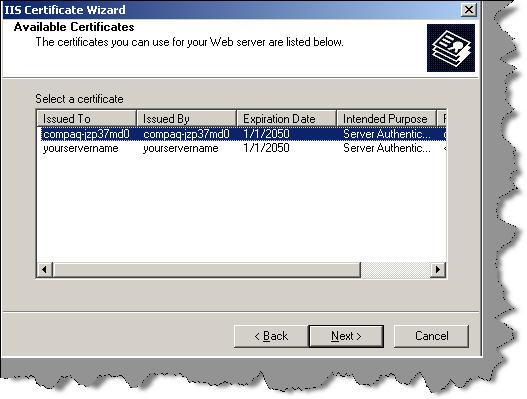 IIS Certificate Wizard
Available Certificates
The certificates you can use for your Web server are listed below.
Select a certificate
Issued To Issued By Expiration Date Intended Purpose
compaq-jzp37md0 compaq-jzp37md0 1/1/2050 Server Authentic...
yourservername yourservername 1/1/2050 Server Authentic...
< Back Next > Cancel